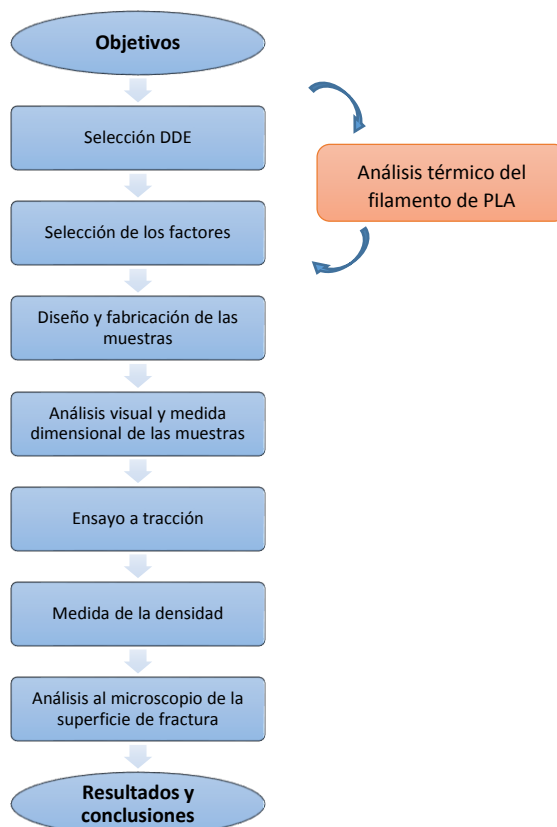 Objetivos
Selección DDE
Análisis térmico del
filamento de PLA
Selección de los factores
Diseño y fabricación de las
muestras
Análisis visual y medida
dimensional de las muestras
Ensayo a tracción
Medida de la densidad
Análisis al microscopio de la
superficie de fractura
Resultados y
conclusiones